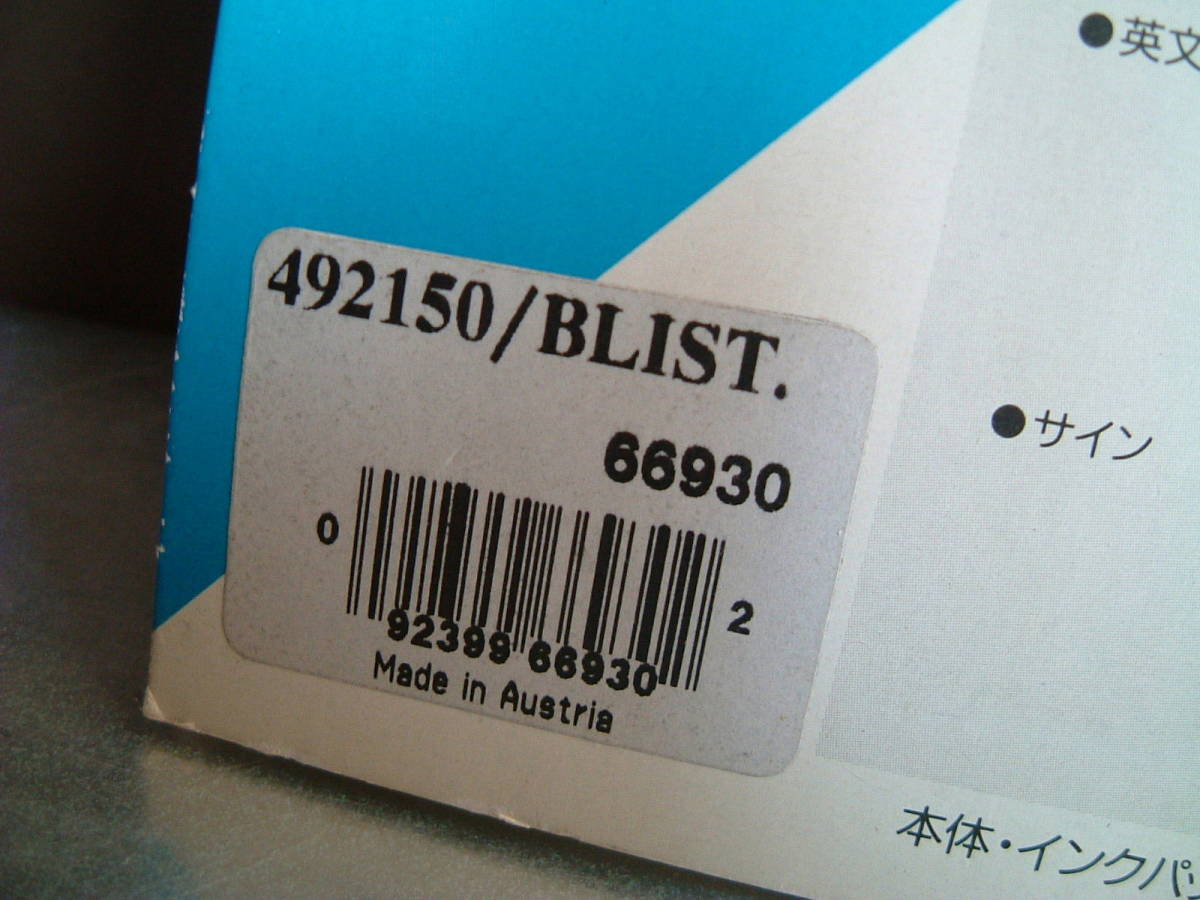 ●英文
492150/BLIST.
66930
●サイン
0 92399 66930 2
Made in Austria
本体・インクパッ